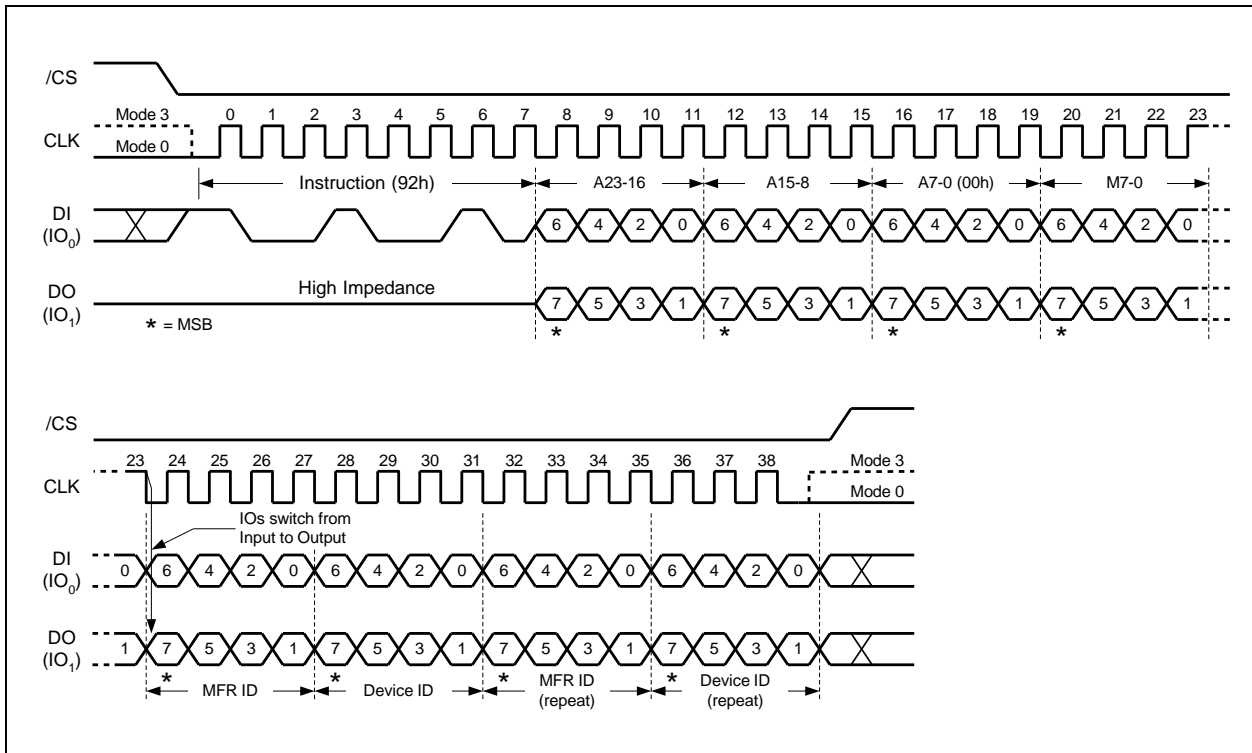 /CS
Mode 3 0 1 2 3 4 5 6 7 8 9 10 11 12 13 14 15 16 17 18 19 20 21 22 23
CLK
Mode 0
Instruction (92h) A23-16 A15-8 A7-0 (00h) M7-0
DI
(IO0) 6 4 2 0 6 4 2 0 6 4 2 0 6 4 2 0
High Impedance
DO
(IO1) 7 5 3 1 7 5 3 1 7 5 3 1 7 5 3 1
* = MSB * * * *
/CS
23 24 25 26 27 28 29 30 31 32 33 34 35 36 37 38 Mode 3
CLK
Mode 0
IOs switch from
Input to Output
DI
(IO0) 0 6 4 2 0 6 4 2 0 6 4 2 0 6 4 2 0
DO
(IO1) 1 7 5 3 1 7 5 3 1 7 5 3 1 7 5 3 1
* * * *
MFR ID Device ID MFR ID Device ID
(repeat) (repeat)